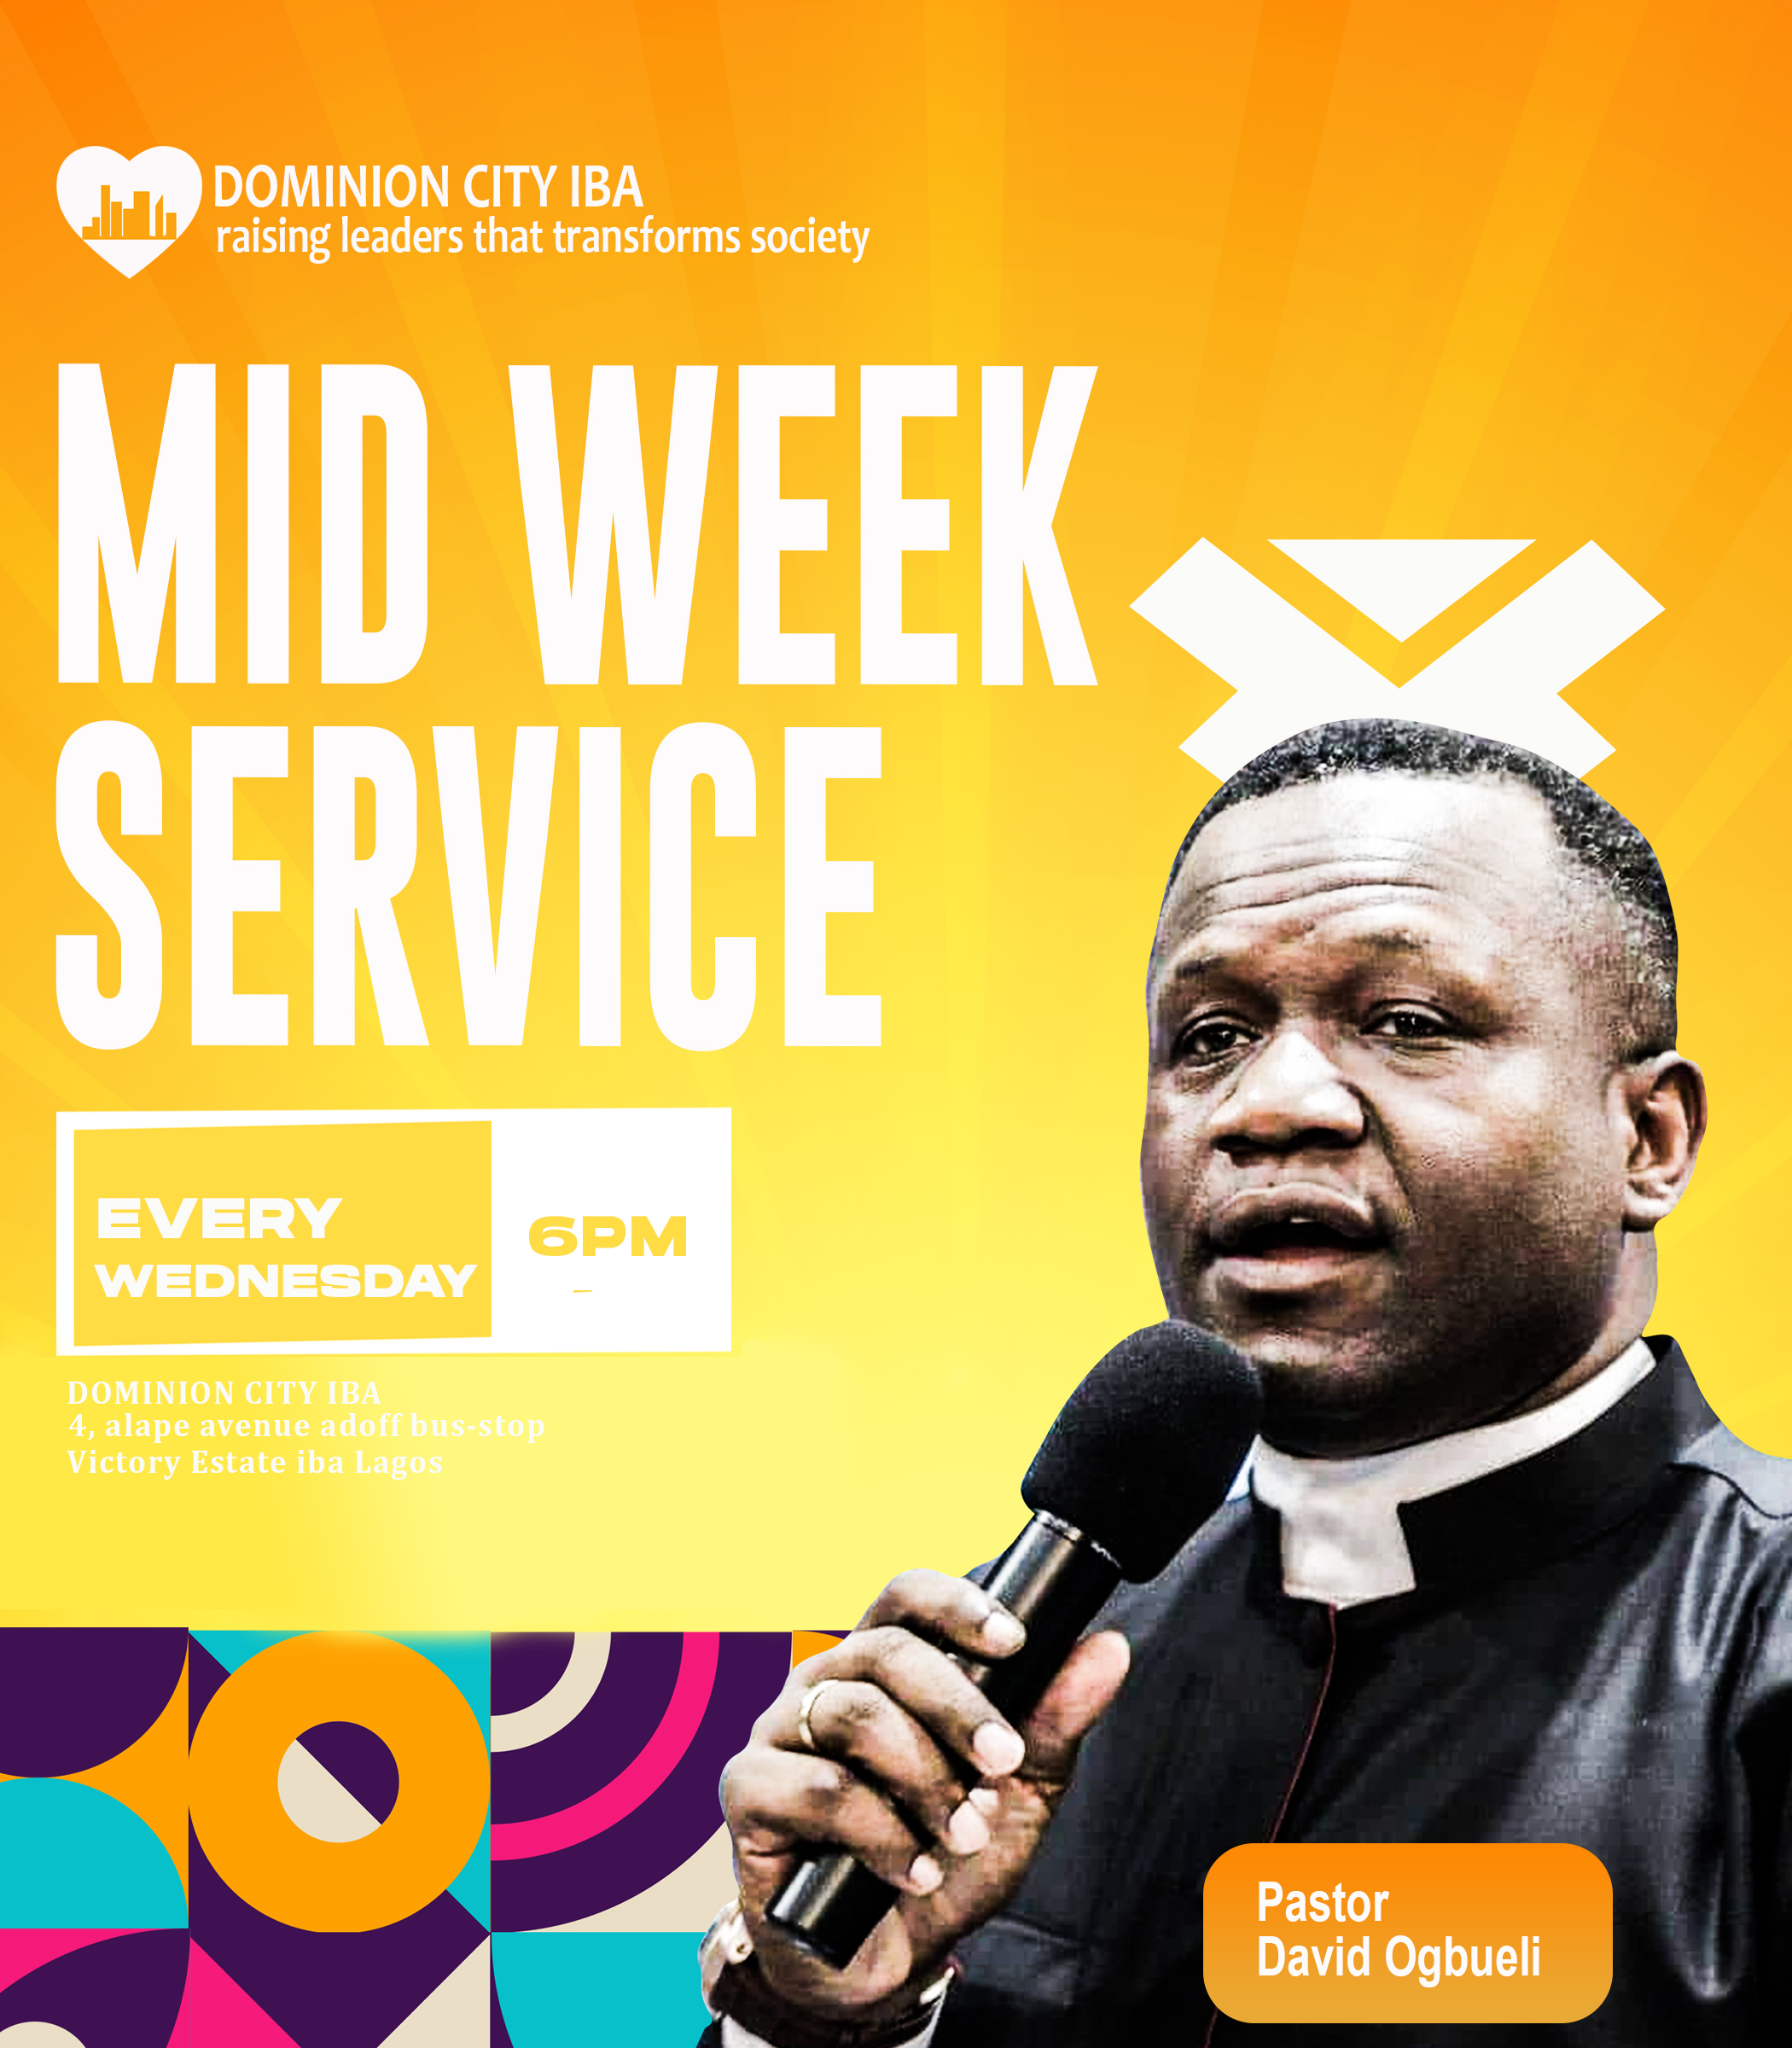 DOMINION CITY IBA
raising leaders that transforms society
MID WEEK
SERVICE
EVERY
WEDNESDAY
6PM
DOMINION CITY IBA
4, alape avenue adoff bus-stop
Victory Estate iba Lagos
Pastor
David Ogbueli